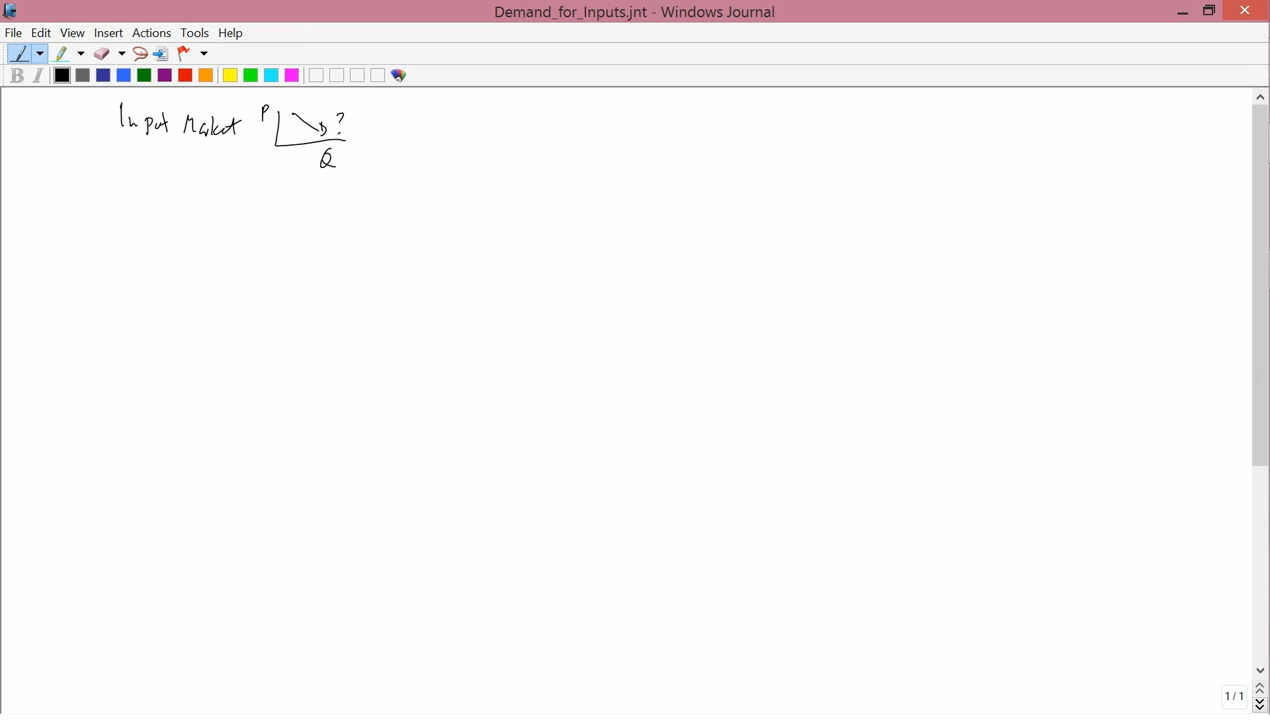 Demand_for_Inputs.jnt - Windows Journal
File Edit View Insert Actions Tools Help
B I
Input Market P D ?
Q
1 / 1